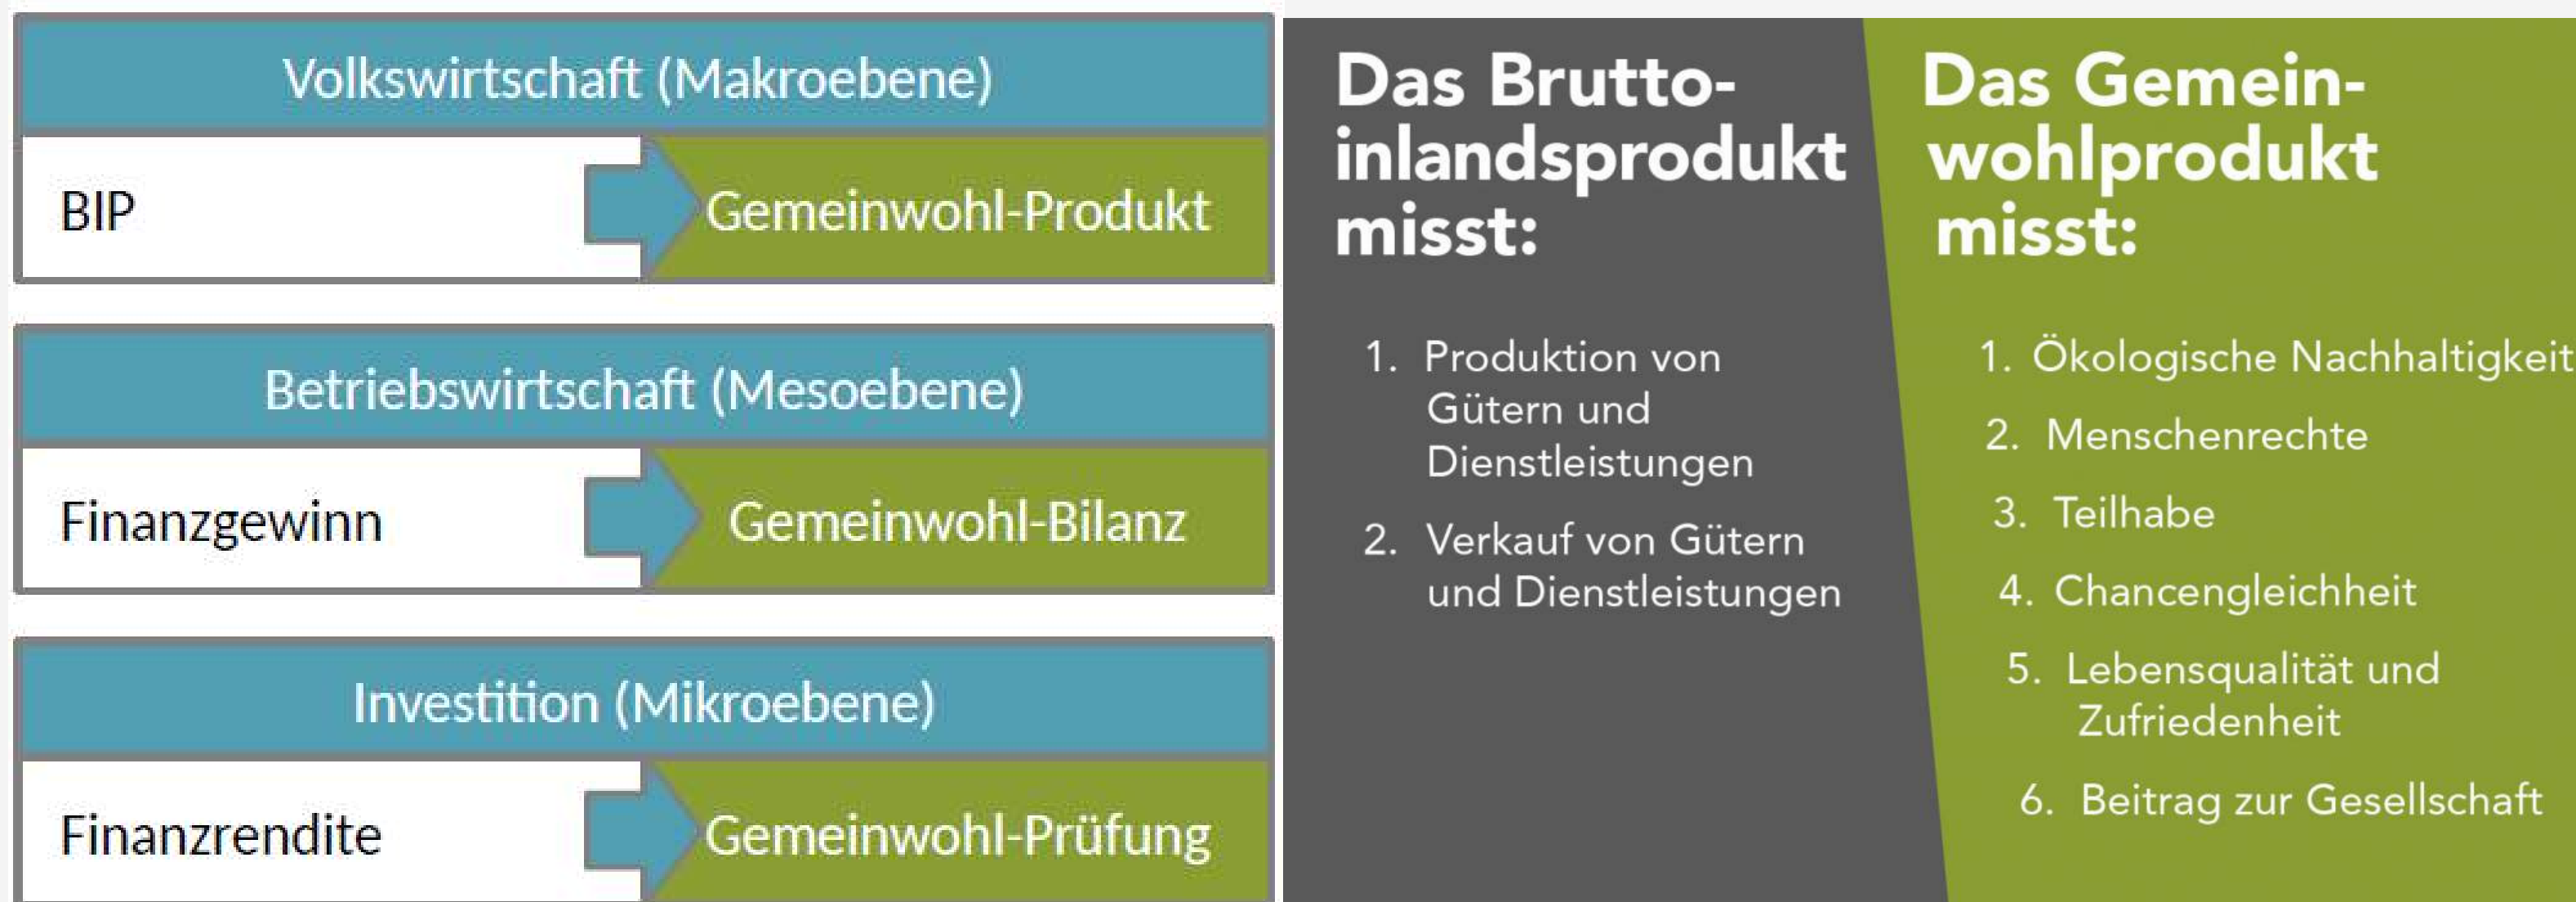 Volkswirtschaft (Makroebene)
BIP
Gemeinwohl-Produkt
Betriebswirtschaft (Mesoebene)
Finanzgewinn
Gemeinwohl-Bilanz
Investition (Mikroebene)
Finanzrendite
Gemeinwohl-Prüfung
Das Brutto-
inlandsprodukt
misst:
1. Produktion von
Gütern und
Dienstleistungen
2. Verkauf von Gütern
und Dienstleistungen
Das Gemein-
wohlprodukt
misst:
1. Ökologische Nachhaltigkeit
2. Menschenrechte
3. Teilhabe
4. Chancengleichheit
5. Lebensqualität und
Zufriedenheit
6. Beitrag zur Gesellschaft